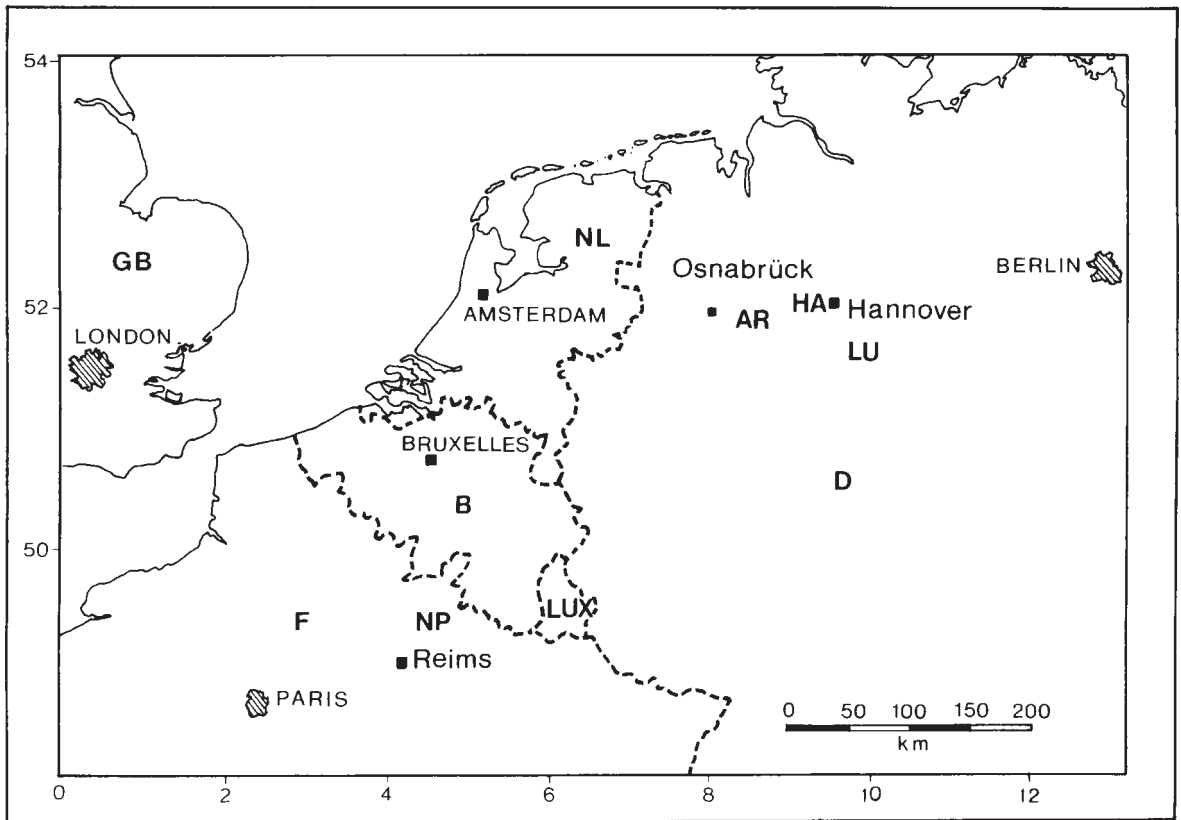 54
GB
NL
Osnabrück
BERLIN
HA
Hannover
52
AMSTERDAM
AR
LONDON
LU
BRUXELLES
D
B
50
F
NP
LUX
Reims
PARIS
0 50 100 150 200
km
0 2 4 6 8 10 12